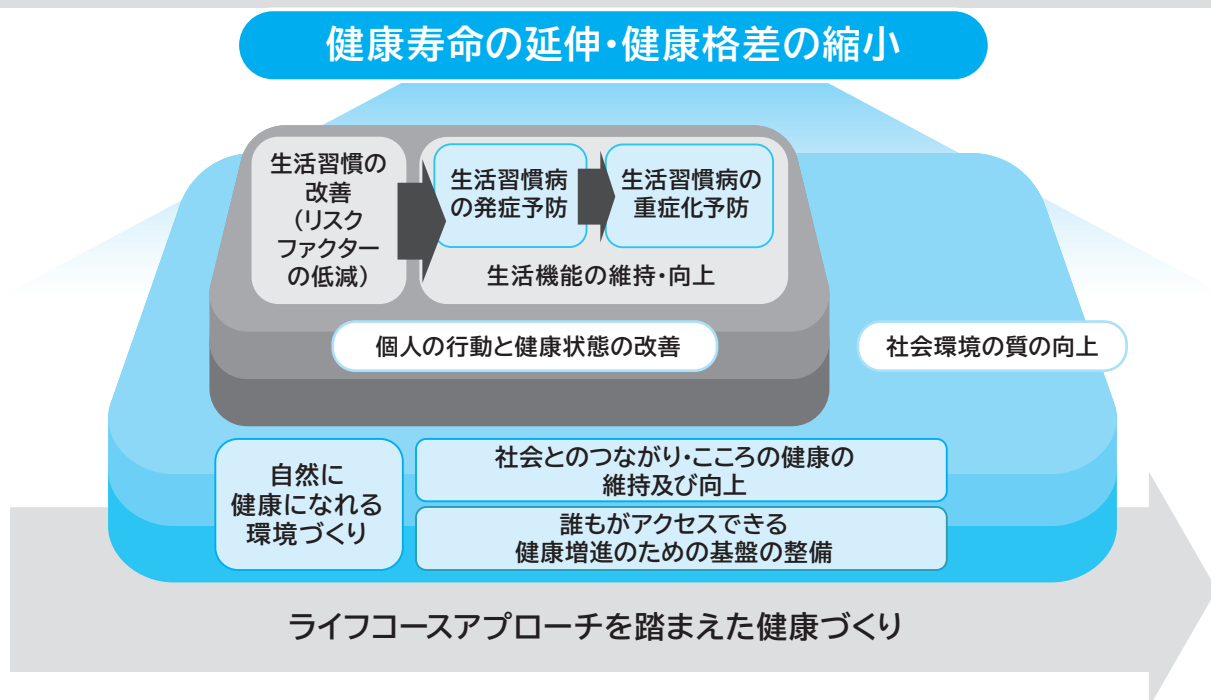 健康寿命の延伸・健康格差の縮小
生活習慣の
改善
(リスク
ファクター
の低減)
生活習慣病
の発症予防
生活習慣病の
重症化予防
生活機能の維持・向上
個人の行動と健康状態の改善
社会環境の質の向上
自然に
健康になれる
環境づくり
社会とのつながり・こころの健康の
維持及び向上
誰もがアクセスできる
健康増進のための基盤の整備
ライフコースアプローチを踏まえた健康づくり